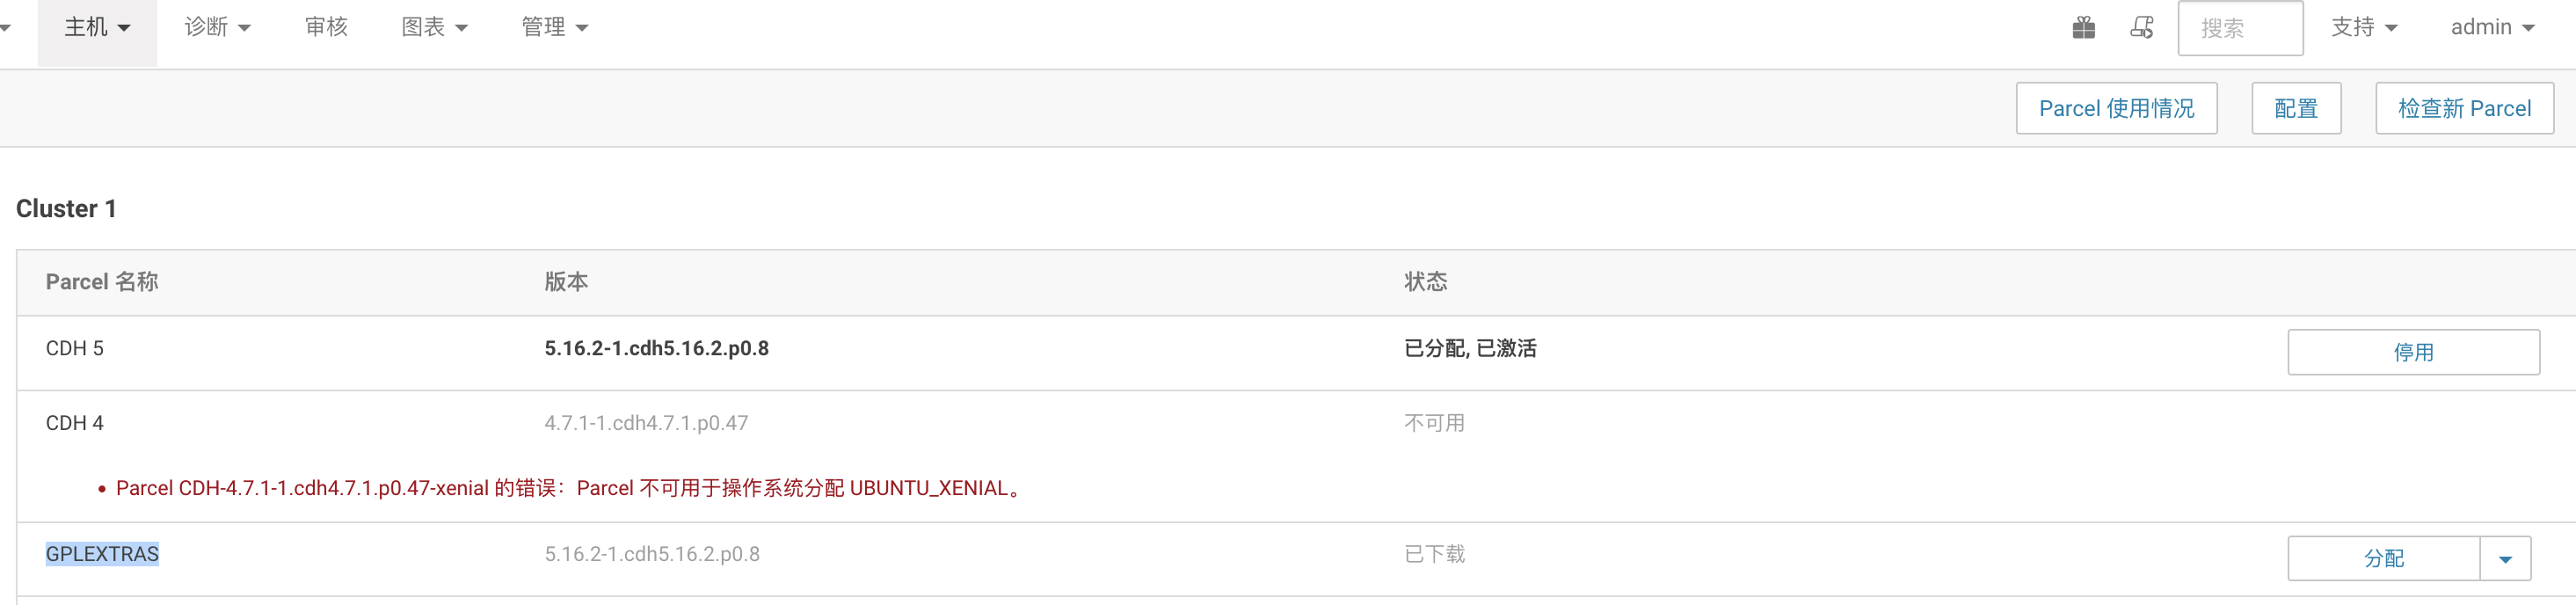 主机 诊断 审核 图表 管理 搜索 支持 admin
Parcel 使用情况 配置 检查新 Parcel
Cluster 1
Parcel 名称 版本 状态
CDH 5 5.16.2-1.cdh5.16.2.p0.8 已分配, 已激活 停用
CDH 4 4.7.1-1.cdh4.7.1.p0.47 不可用
• Parcel CDH-4.7.1-1.cdh4.7.1.p0.47-xenial 的错误：Parcel 不可用于操作系统分配 UBUNTU_XENIAL。
GPLEXTRAS 5.16.2-1.cdh5.16.2.p0.8 已下载 分配